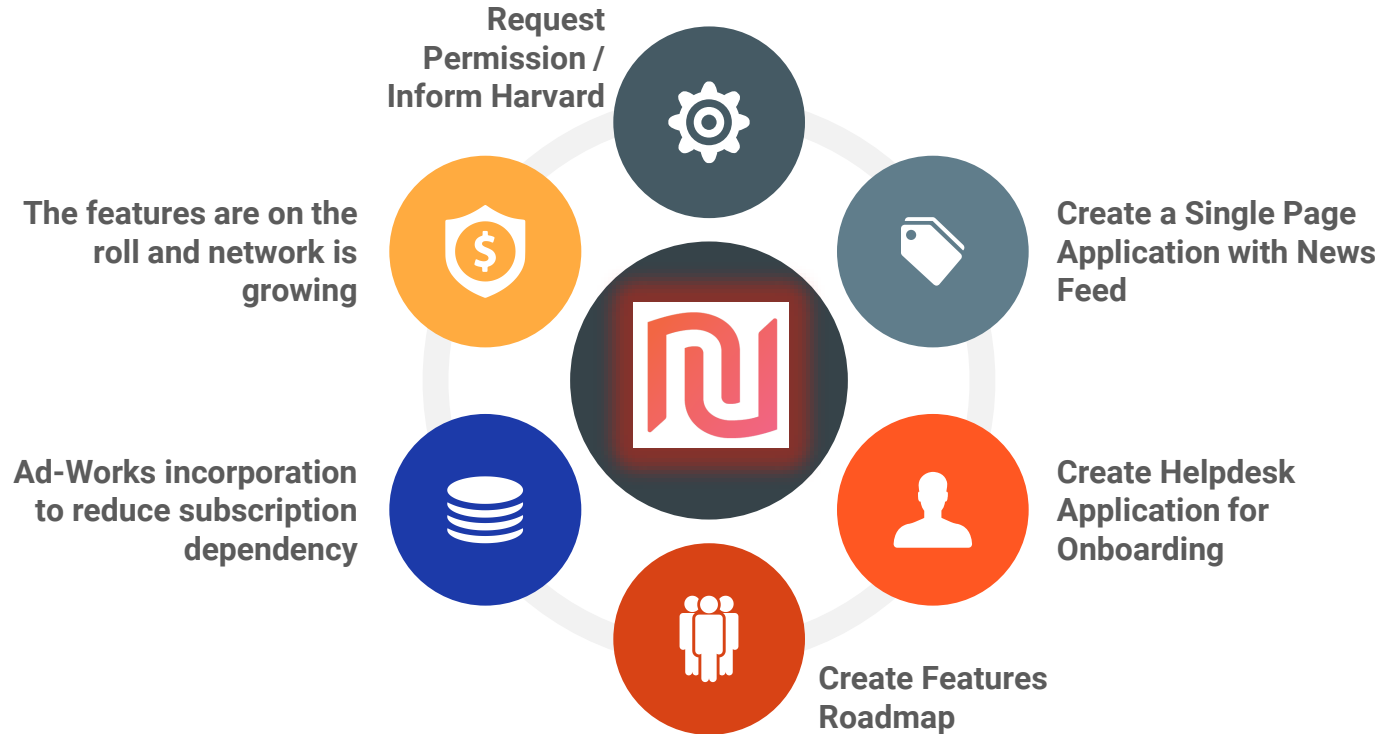 Request
Permission /
Inform Harvard
Create a Single Page
Application with News
Feed
Create Helpdesk
Application for
Onboarding
Create Features
Roadmap
Ad-Works incorporation
to reduce subscription
dependency
The features are on the
roll and network is
growing
$